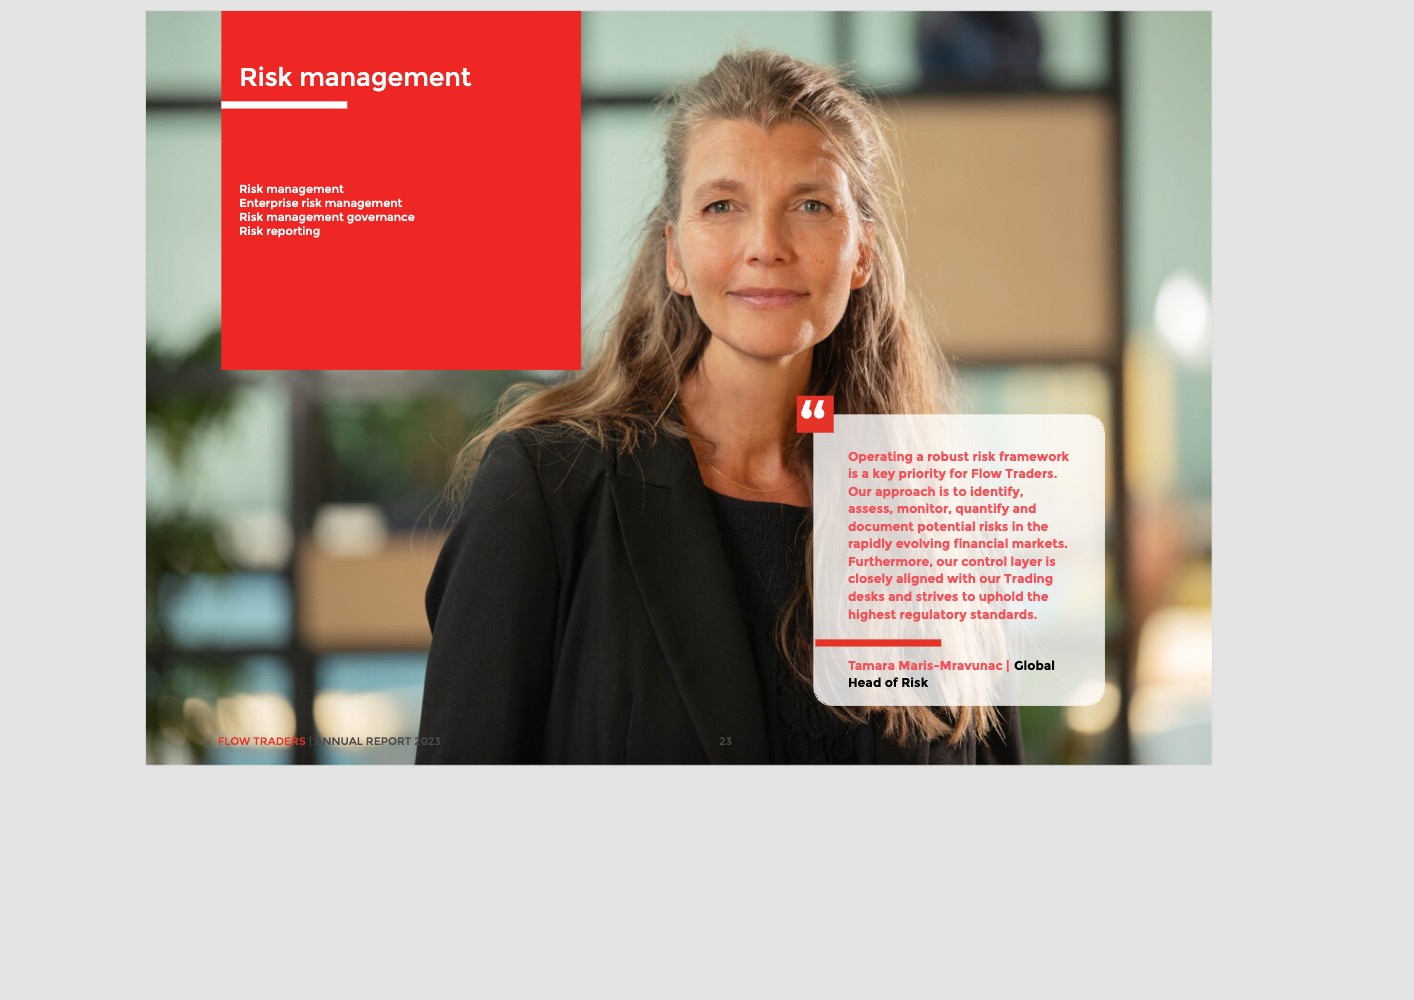 Risk management
Risk management
Enterprise risk management
Risk management governance
Risk reporting
“
Operating a robust risk framework
is a key priority for Flow Traders.
Our approach is to identify,
assess, monitor, quantify and
document potential risks in the
rapidly evolving financial markets.
Furthermore, our control layer is
closely aligned with our Trading
desks and strives to uphold the
highest regulatory standards.
Tamara Maris-Mravunac | Global
Head of Risk
FLOW TRADERS | ANNUAL REPORT 2023
23